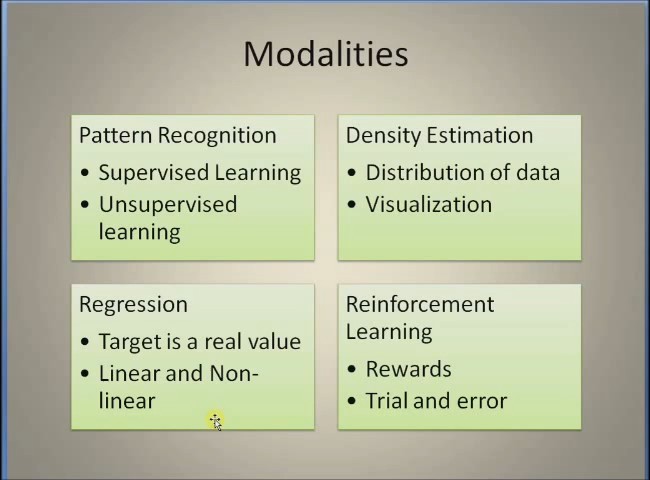 Modalities
Pattern Recognition
• Supervised Learning
• Unsupervised
learning
Density Estimation
• Distribution of data
• Visualization
Regression
• Target is a real value
• Linear and Non-
linear
Reinforcement
Learning
• Rewards
• Trial and error